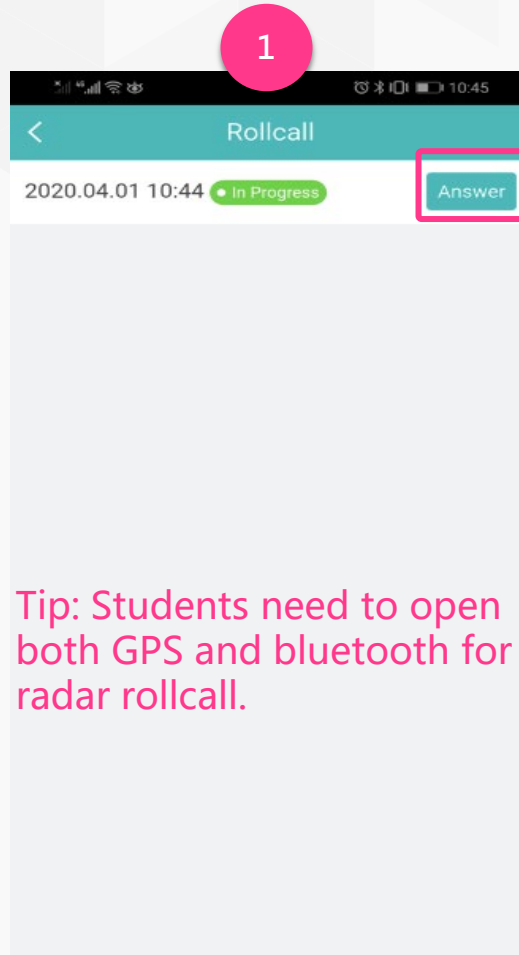 1
10:45
Rollcall
2020.04.01 10:44 In Progress Answer
Tip: Students need to open
both GPS and bluetooth for
radar rollcall.